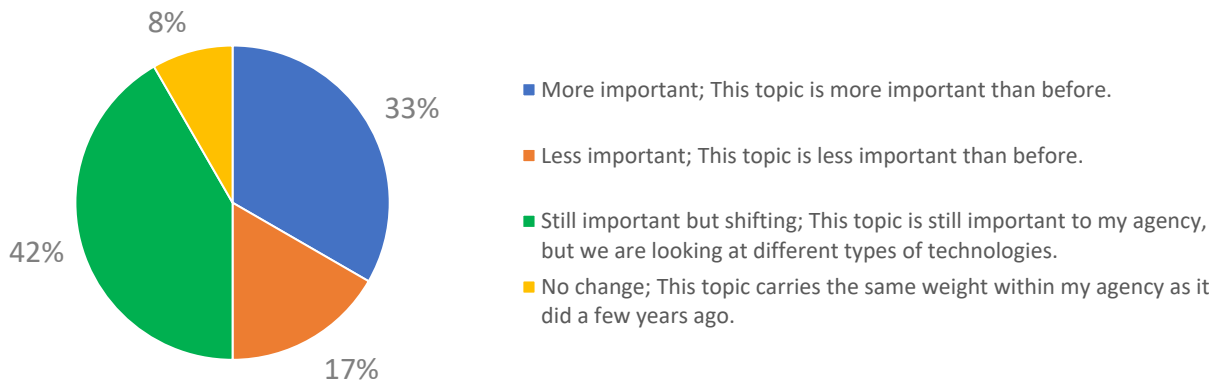 8%
33%
42%
17%
More important; This topic is more important than before.
Less important; This topic is less important than before.
Still important but shifting; This topic is still important to my agency,
but we are looking at different types of technologies.
No change; This topic carries the same weight within my agency as it
did a few years ago.